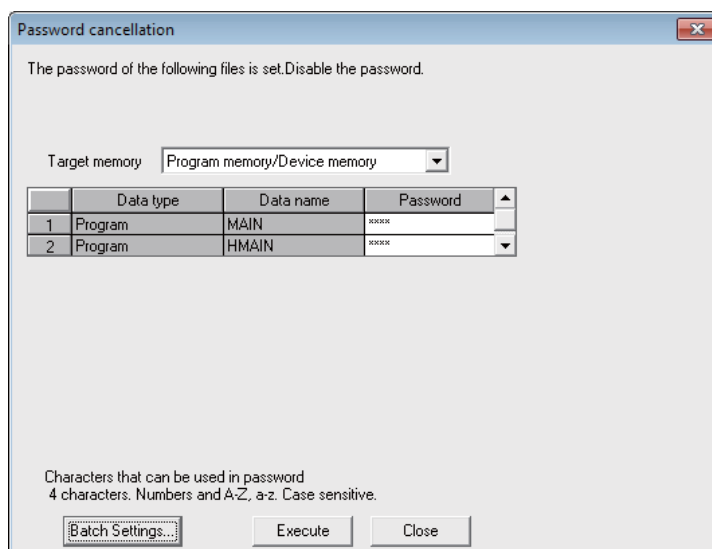 Password cancellation
The password of the following files is set.Disable the password.
Target memory Program memory/Device memory
Data type Data name Password
1 Program MAIN ****
2 Program HMAIN ****
Characters that can be used in password
4 characters. Numbers and A-Z, a-z. Case sensitive.
Batch Settings... Execute Close